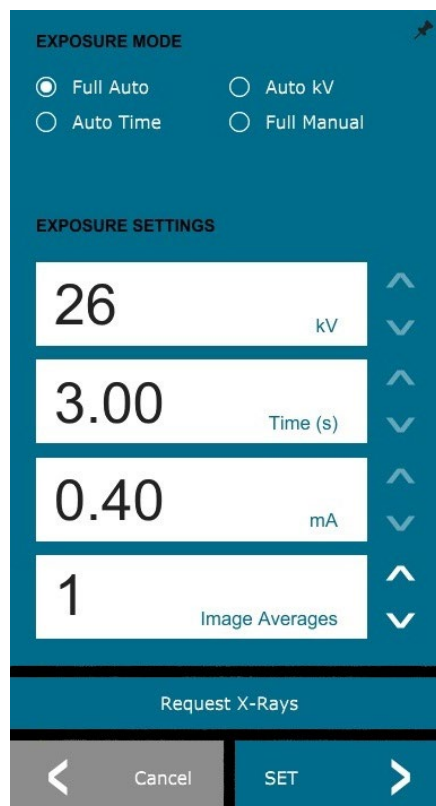 EXPOSURE MODE
Full Auto Auto kV
Auto Time Full Manual
EXPOSURE SETTINGS
26 kV
3.00 Time (s)
0.40 mA
1 Image Averages
Request X-Rays
Cancel SET